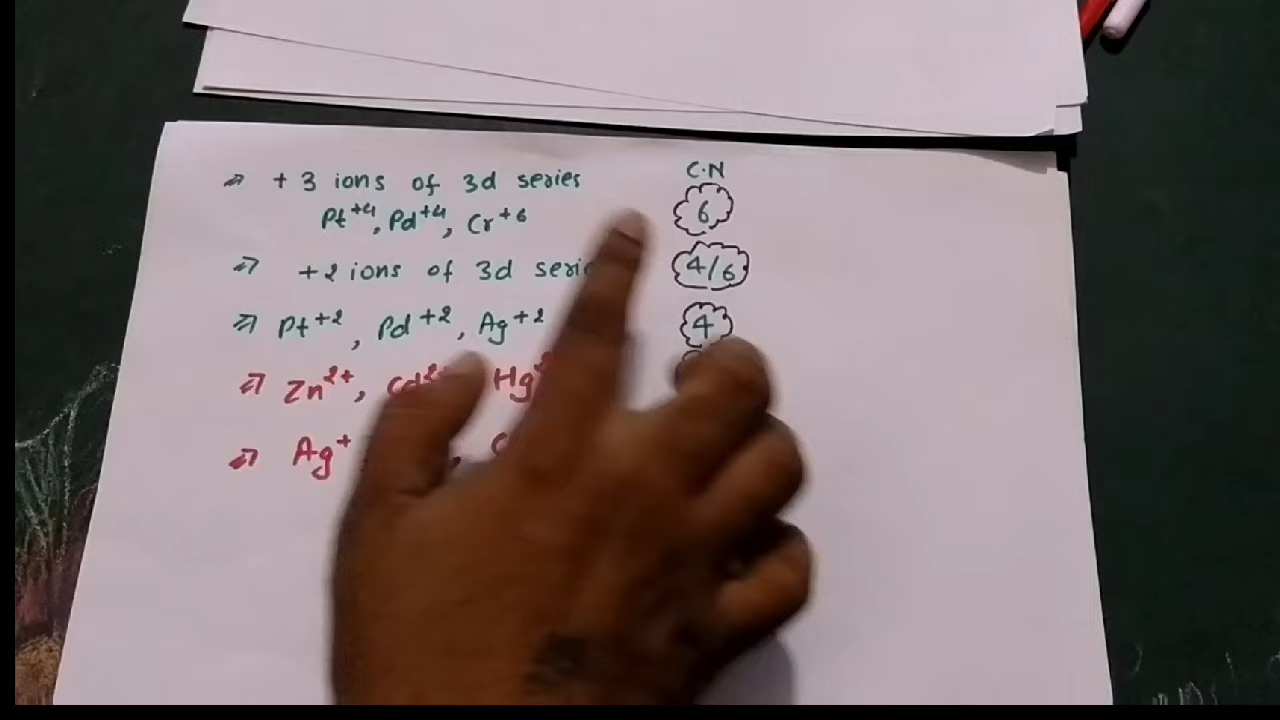 C.N
⇒ +3 ions of 3d series 6
Pt+4, Pd+4, Cr+6
⇒ +2 ions of 3d 4/6
⇒ Pt+2, Pd+2, Ag+2 4
⇒ Zn2+, Hg
⇒ Ag+